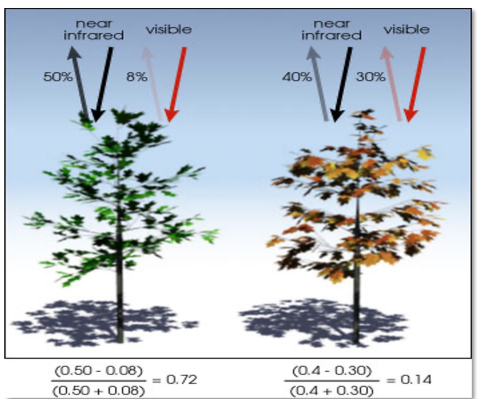 near infrared visible
50% 8%
near infrared visible
40% 30%
(0.50 - 0.08)
(0.50 + 0.08) = 0.72
(0.4 - 0.30)
(0.4 + 0.30) = 0.14